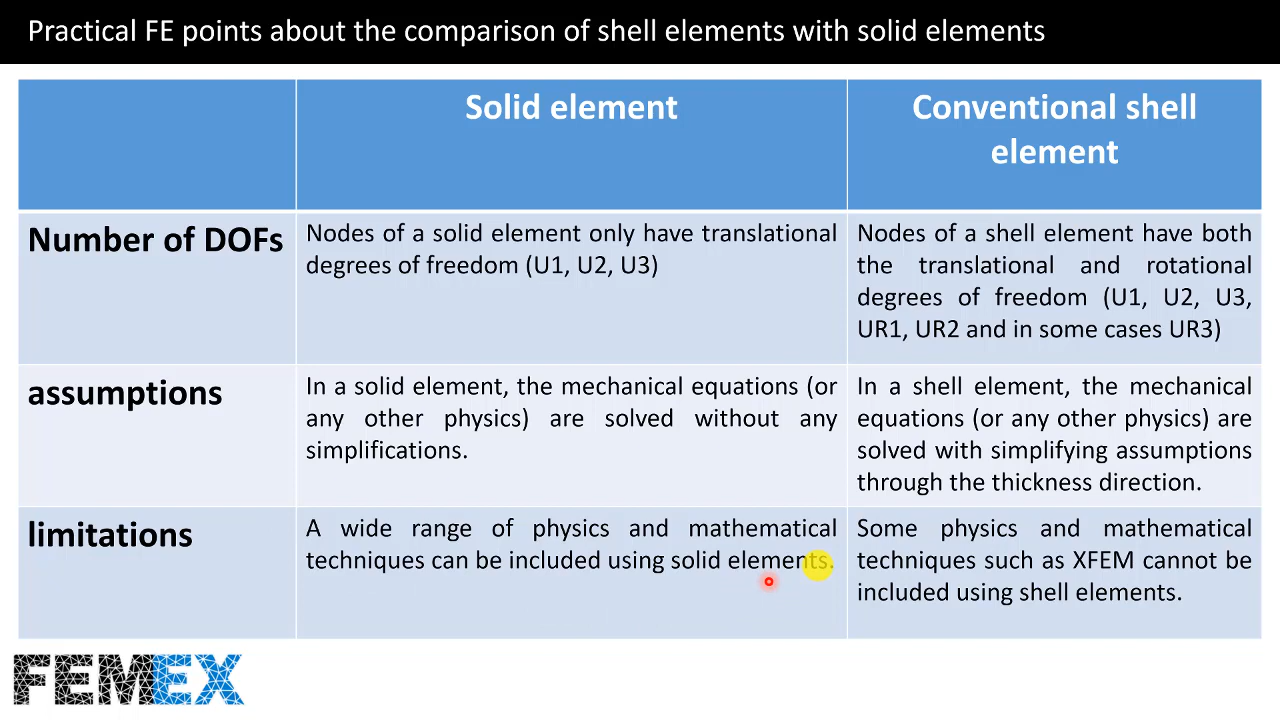 Practical FE points about the comparison of shell elements with solid elements
Solid element
Conventional shell
element
Number of DOFs
Nodes of a solid element only have translational
degrees of freedom (U1, U2, U3)
Nodes of a shell element have both
the translational and rotational
degrees of freedom (U1, U2, U3,
UR1, UR2 and in some cases UR3)
assumptions
In a solid element, the mechanical equations (or
any other physics) are solved without any
simplifications.
In a shell element, the mechanical
equations (or any other physics) are
solved with simplifying assumptions
through the thickness direction.
limitations
A wide range of physics and mathematical
techniques can be included using solid elements.
Some physics and mathematical
techniques such as XFEM cannot be
included using shell elements.
FEMEX